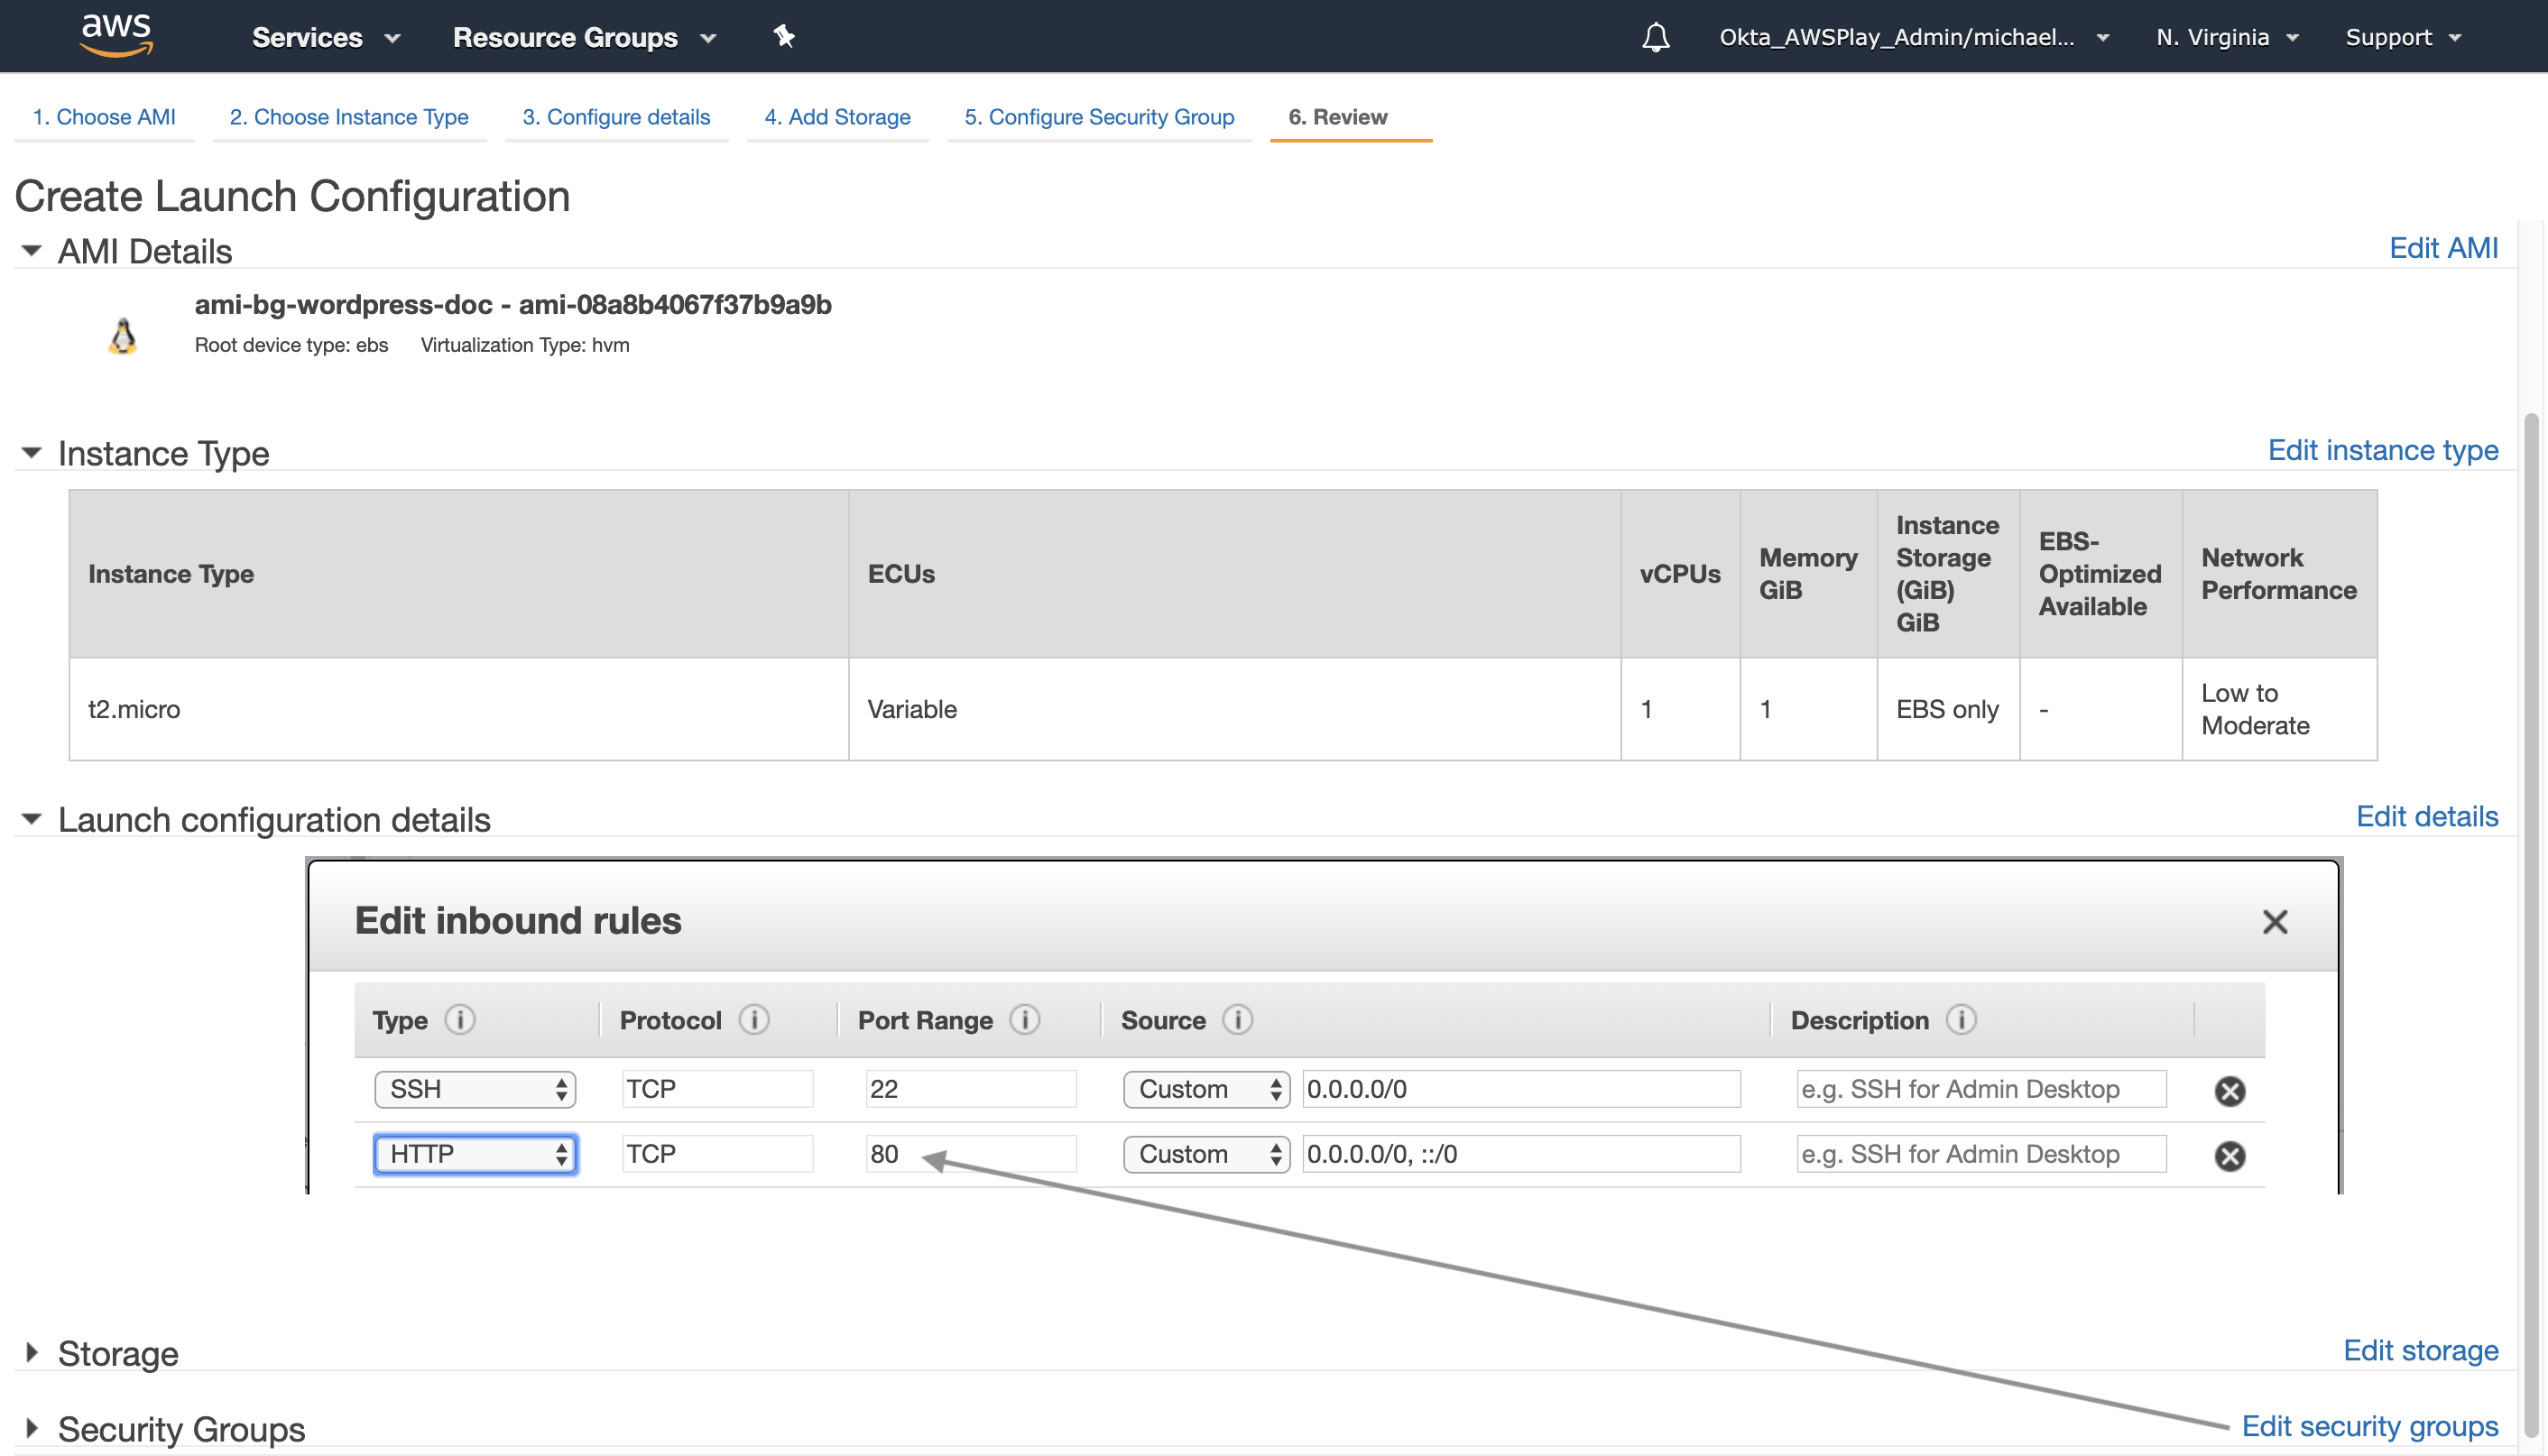 aws Services Resource Groups Okta_AWSPlay_Admin/michael... N. Virginia Support
1. Choose AMI 2. Choose Instance Type 3. Configure details 4. Add Storage 5. Configure Security Group 6. Review
Create Launch Configuration
AMI Details Edit AMI
ami-bg-wordpress-doc - ami-08a8b4067f37b9a9b
Root device type: ebs Virtualization Type: hvm
Instance Type Edit instance type
Instance Type ECUs vCPUs Memory GiB Instance Storage (GiB) GiB EBS-Optimized Available Network Performance
t2.micro Variable 1 1 EBS only - Low to Moderate
Launch configuration details Edit details
Edit inbound rules
Type Protocol Port Range Source Description
SSH TCP 22 Custom 0.0.0.0/0 e.g. SSH for Admin Desktop
HTTP TCP 80 Custom 0.0.0.0/0, ::/0 e.g. SSH for Admin Desktop
Storage Edit storage
Security Groups Edit security groups